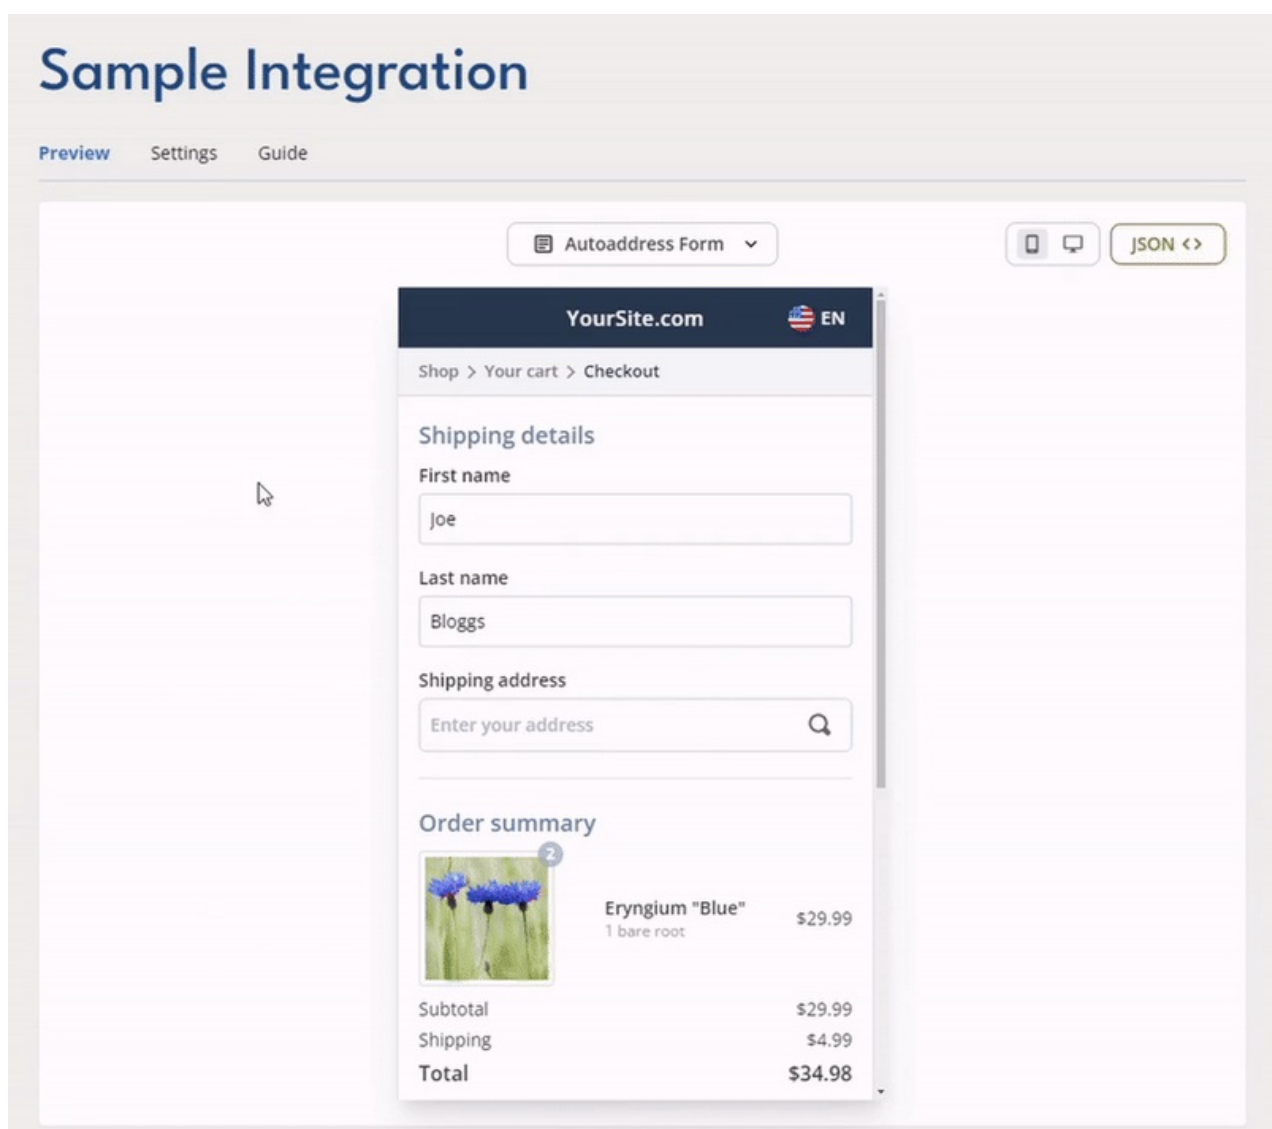 Sample Integration
Preview Settings Guide
Autoaddress Form
JSON <>
YourSite.com EN
Shop > Your cart > Checkout
Shipping details
First name
Joe
Last name
Bloggs
Shipping address
Enter your address
Order summary
2
Eryngium "Blue" $29.99
1 bare root
Subtotal $29.99
Shipping $4.99
Total $34.98